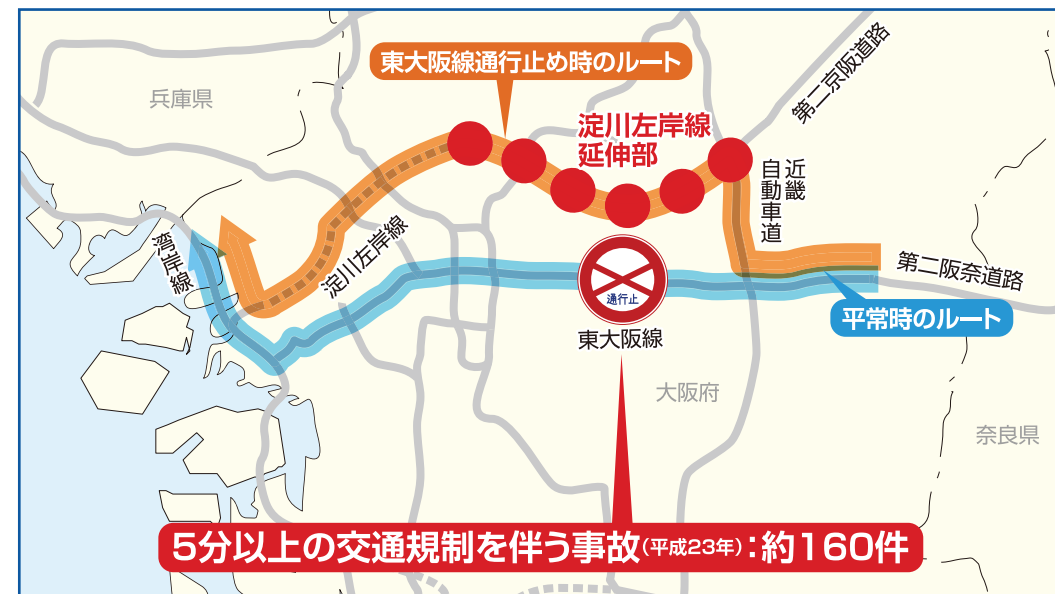 東大阪線通行止め時のルート
第二京阪道路
兵庫県
淀川左岸線
延伸部
近畿
自動車道
湾岸線
淀川左岸線
第二阪奈道路
通行止
平常時のルート
東大阪線
大阪府
奈良県
5分以上の交通規制を伴う事故(平成23年):約160件